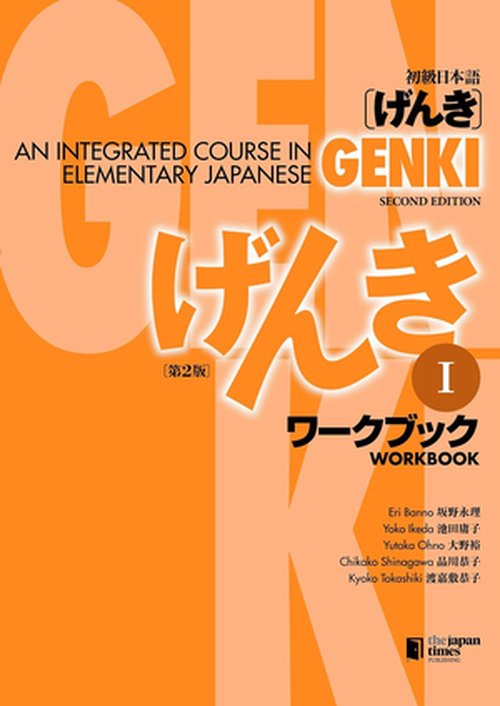 GEN
KI
初級日本語
[げんき]
AN INTEGRATED COURSE IN
ELEMENTARY JAPANESE
GENKI
SECOND EDITION
げんき
I
[第2版]
ワークブック
WORKBOOK
Eri Banno 坂野永理
Yoko Ikeda 池田庸子
Yutaka Ohno 大野裕
Chikako Shinagawa 品川恭子
Kyoko Tokashiki 渡嘉敷恭子
the japan
times
PUBLISHING